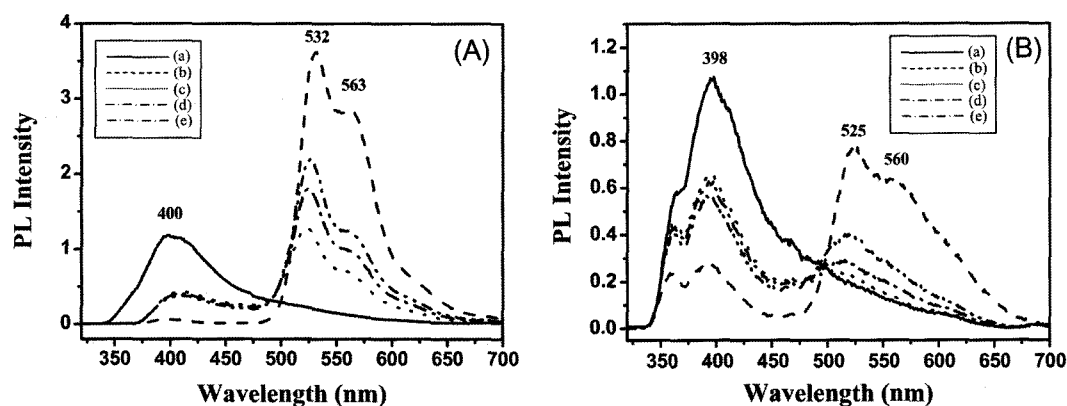 (A)
(a)
(b)
(c)
(d)
(e)
532
563
400
PL Intensity
4
3
2
1
0
350 400 450 500 550 600 650 700
Wavelength (nm)
(B)
(a)
(b)
(c)
(d)
(e)
398
525
560
PL Intensity
1.2
1.0
0.8
0.6
0.4
0.2
0.0
350 400 450 500 550 600 650 700
Wavelength (nm)